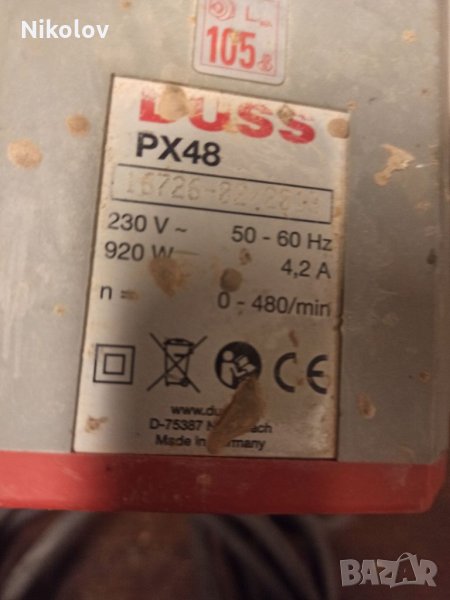 Nikolov
105
DUSS
PX48
230 V ~ 50 - 60 Hz
920 W 4,2 A
n = 0 - 480/min
CE
D-75387
Made in Germany
BAZAR